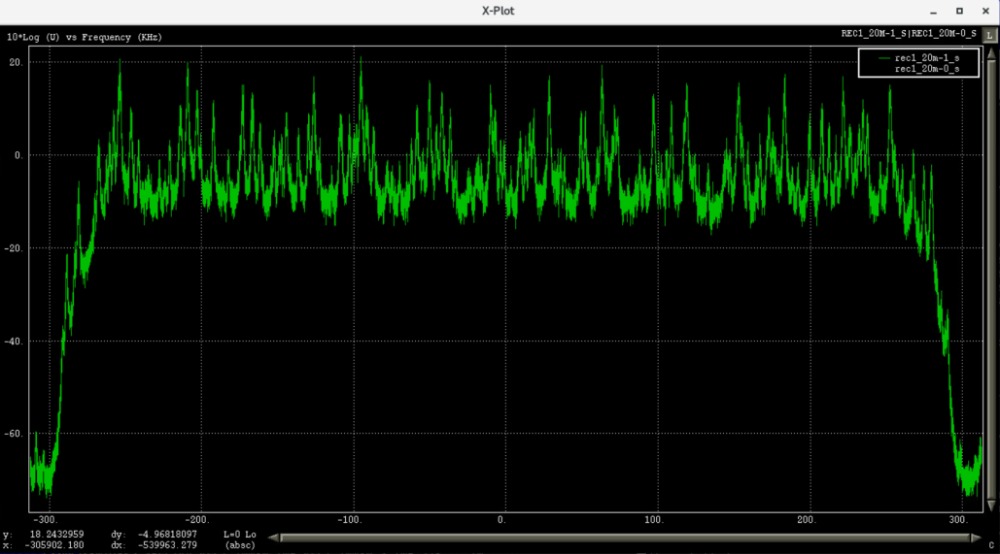 X-Plot
10*Log (U) vs Frequency (KHz)
REC1_20M-1_S|REC1_20M-0_S
L
rec1_20m-1_s
rec1_20m-0_s
20.
0.
-20.
-40.
-60.
-300. -200. -100. 0. 100. 200. 300.
y: 18.2432959 dy: -4.96818097 L=0 Lo
x: -305902.180 dx: -539963.279 (absc)
C